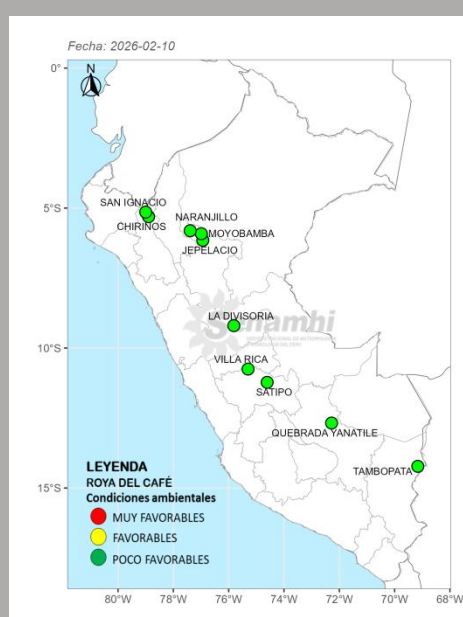 Fecha: 2026-02-10
N
0°
SAN IGNACIO
NARANJILLO
5°S
CHIRINOS
MOYOBAMBA
JEPELACIO
LA DIVISORIA
Senamhi
10°S
VILLA RICA
SATIPO
QUEBRADA YANATILE
TAMBOPATA
LEYENDA
ROYA DEL CAFÉ
Condiciones ambientales
15°S
MUY FAVORABLES
FAVORABLES
POCO FAVORABLES
80°W 78°W 76°W 74°W 72°W 70°W 68°W